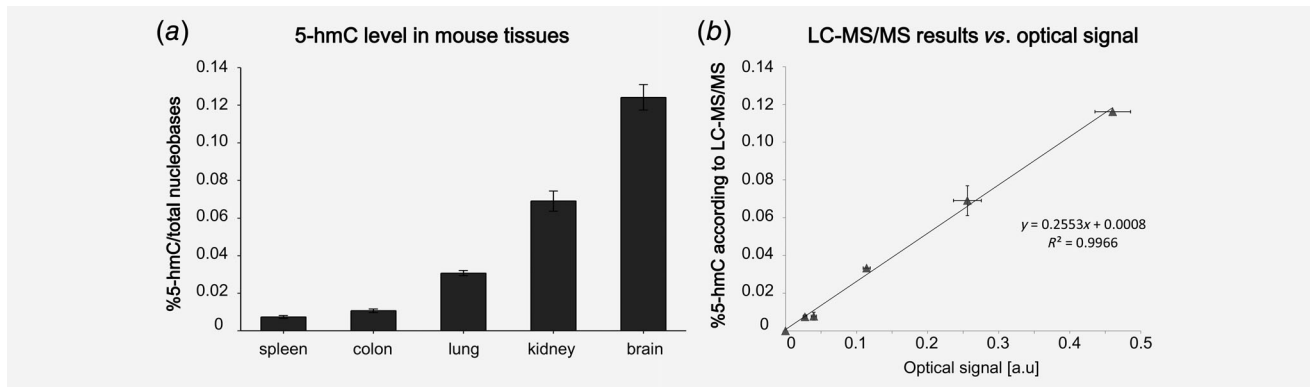 (a) 5-hmC level in mouse tissues
%5-hmC/total nucleobases
0.14
0.12
0.10
0.08
0.06
0.04
0.02
0
spleen colon lung kidney brain
(b) LC-MS/MS results vs. optical signal
%5-hmC according to LC-MS/MS
0.14
0.12
0.10
0.08
0.06
0.04
0.02
0
y = 0.2553x + 0.0008
R² = 0.9966
0 0.1 0.2 0.3 0.4 0.5
Optical signal [a.u]